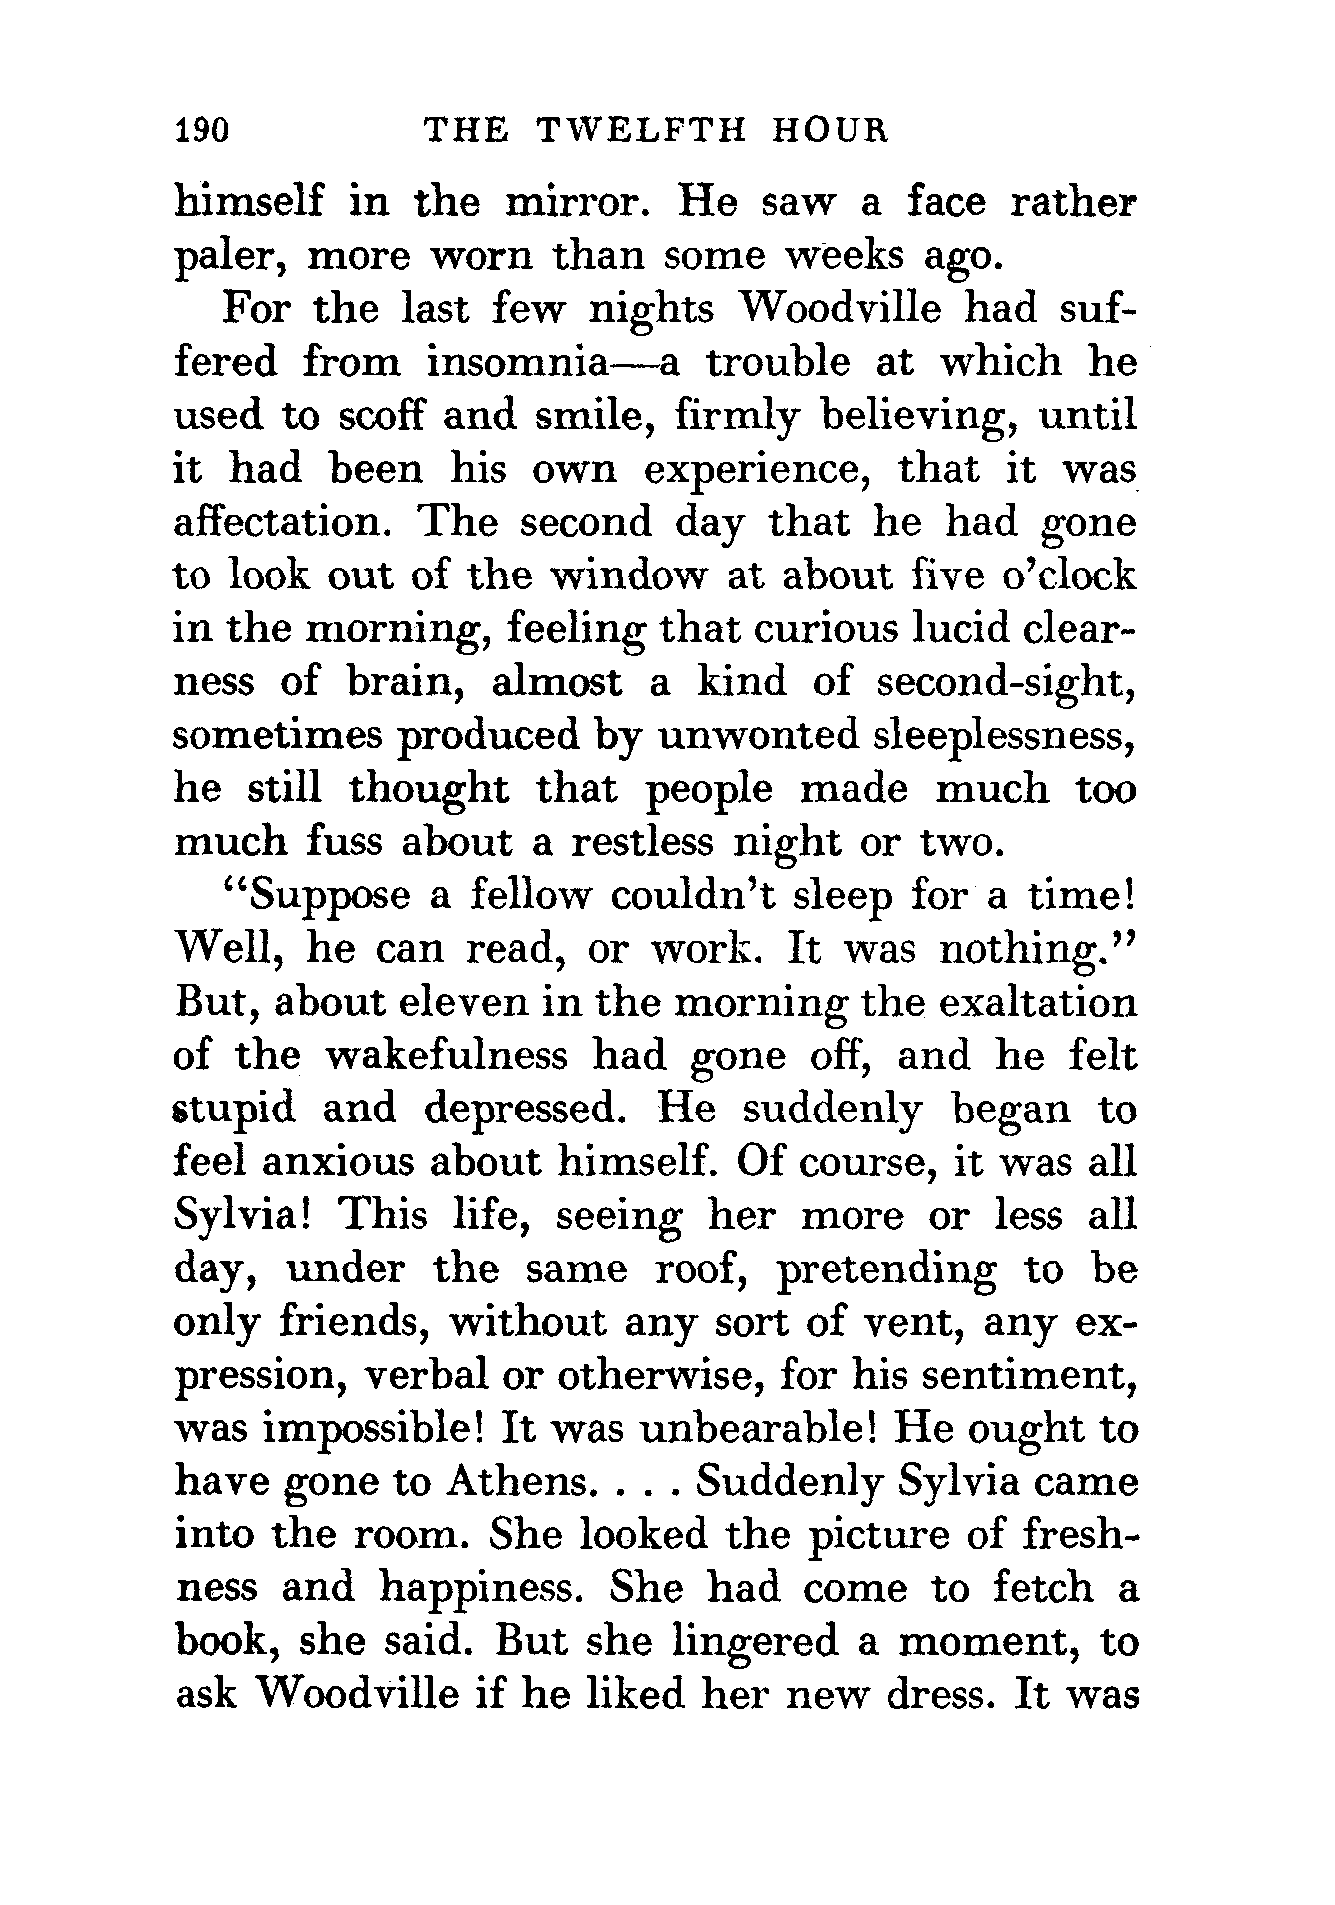 190 THE TWELFTH HOUR
himself in the mirror. He saw a face rather
paler, more worn than some weeks ago.
For the last few nights Woodville had suf-
fered from insomnia—a trouble at which he
used to scoff and smile, firmly believing, until
it had been his own experience, that it was
affectation. The second day that he had gone
to look out of the window at about five o'clock
in the morning, feeling that curious lucid clear-
ness of brain, almost a kind of second-sight,
sometimes produced by unwonted sleeplessness,
he still thought that people made much too
much fuss about a restless night or two.
“Suppose a fellow couldn't sleep for a time!
Well, he can read, or work. It was nothing.”
But, about eleven in the morning the exaltation
of the wakefulness had gone off, and he felt
stupid and depressed. He suddenly began to
feel anxious about himself. Of course, it was all
Sylvia! This life, seeing her more or less all
day, under the same roof, pretending to be
only friends, without any sort of vent, any ex-
pression, verbal or otherwise, for his sentiment,
was impossible! It was unbearable! He ought to
have gone to Athens. . . . Suddenly Sylvia came
into the room. She looked the picture of fresh-
ness and happiness. She had come to fetch a
book, she said. But she lingered a moment, to
ask Woodville if he liked her new dress. It was